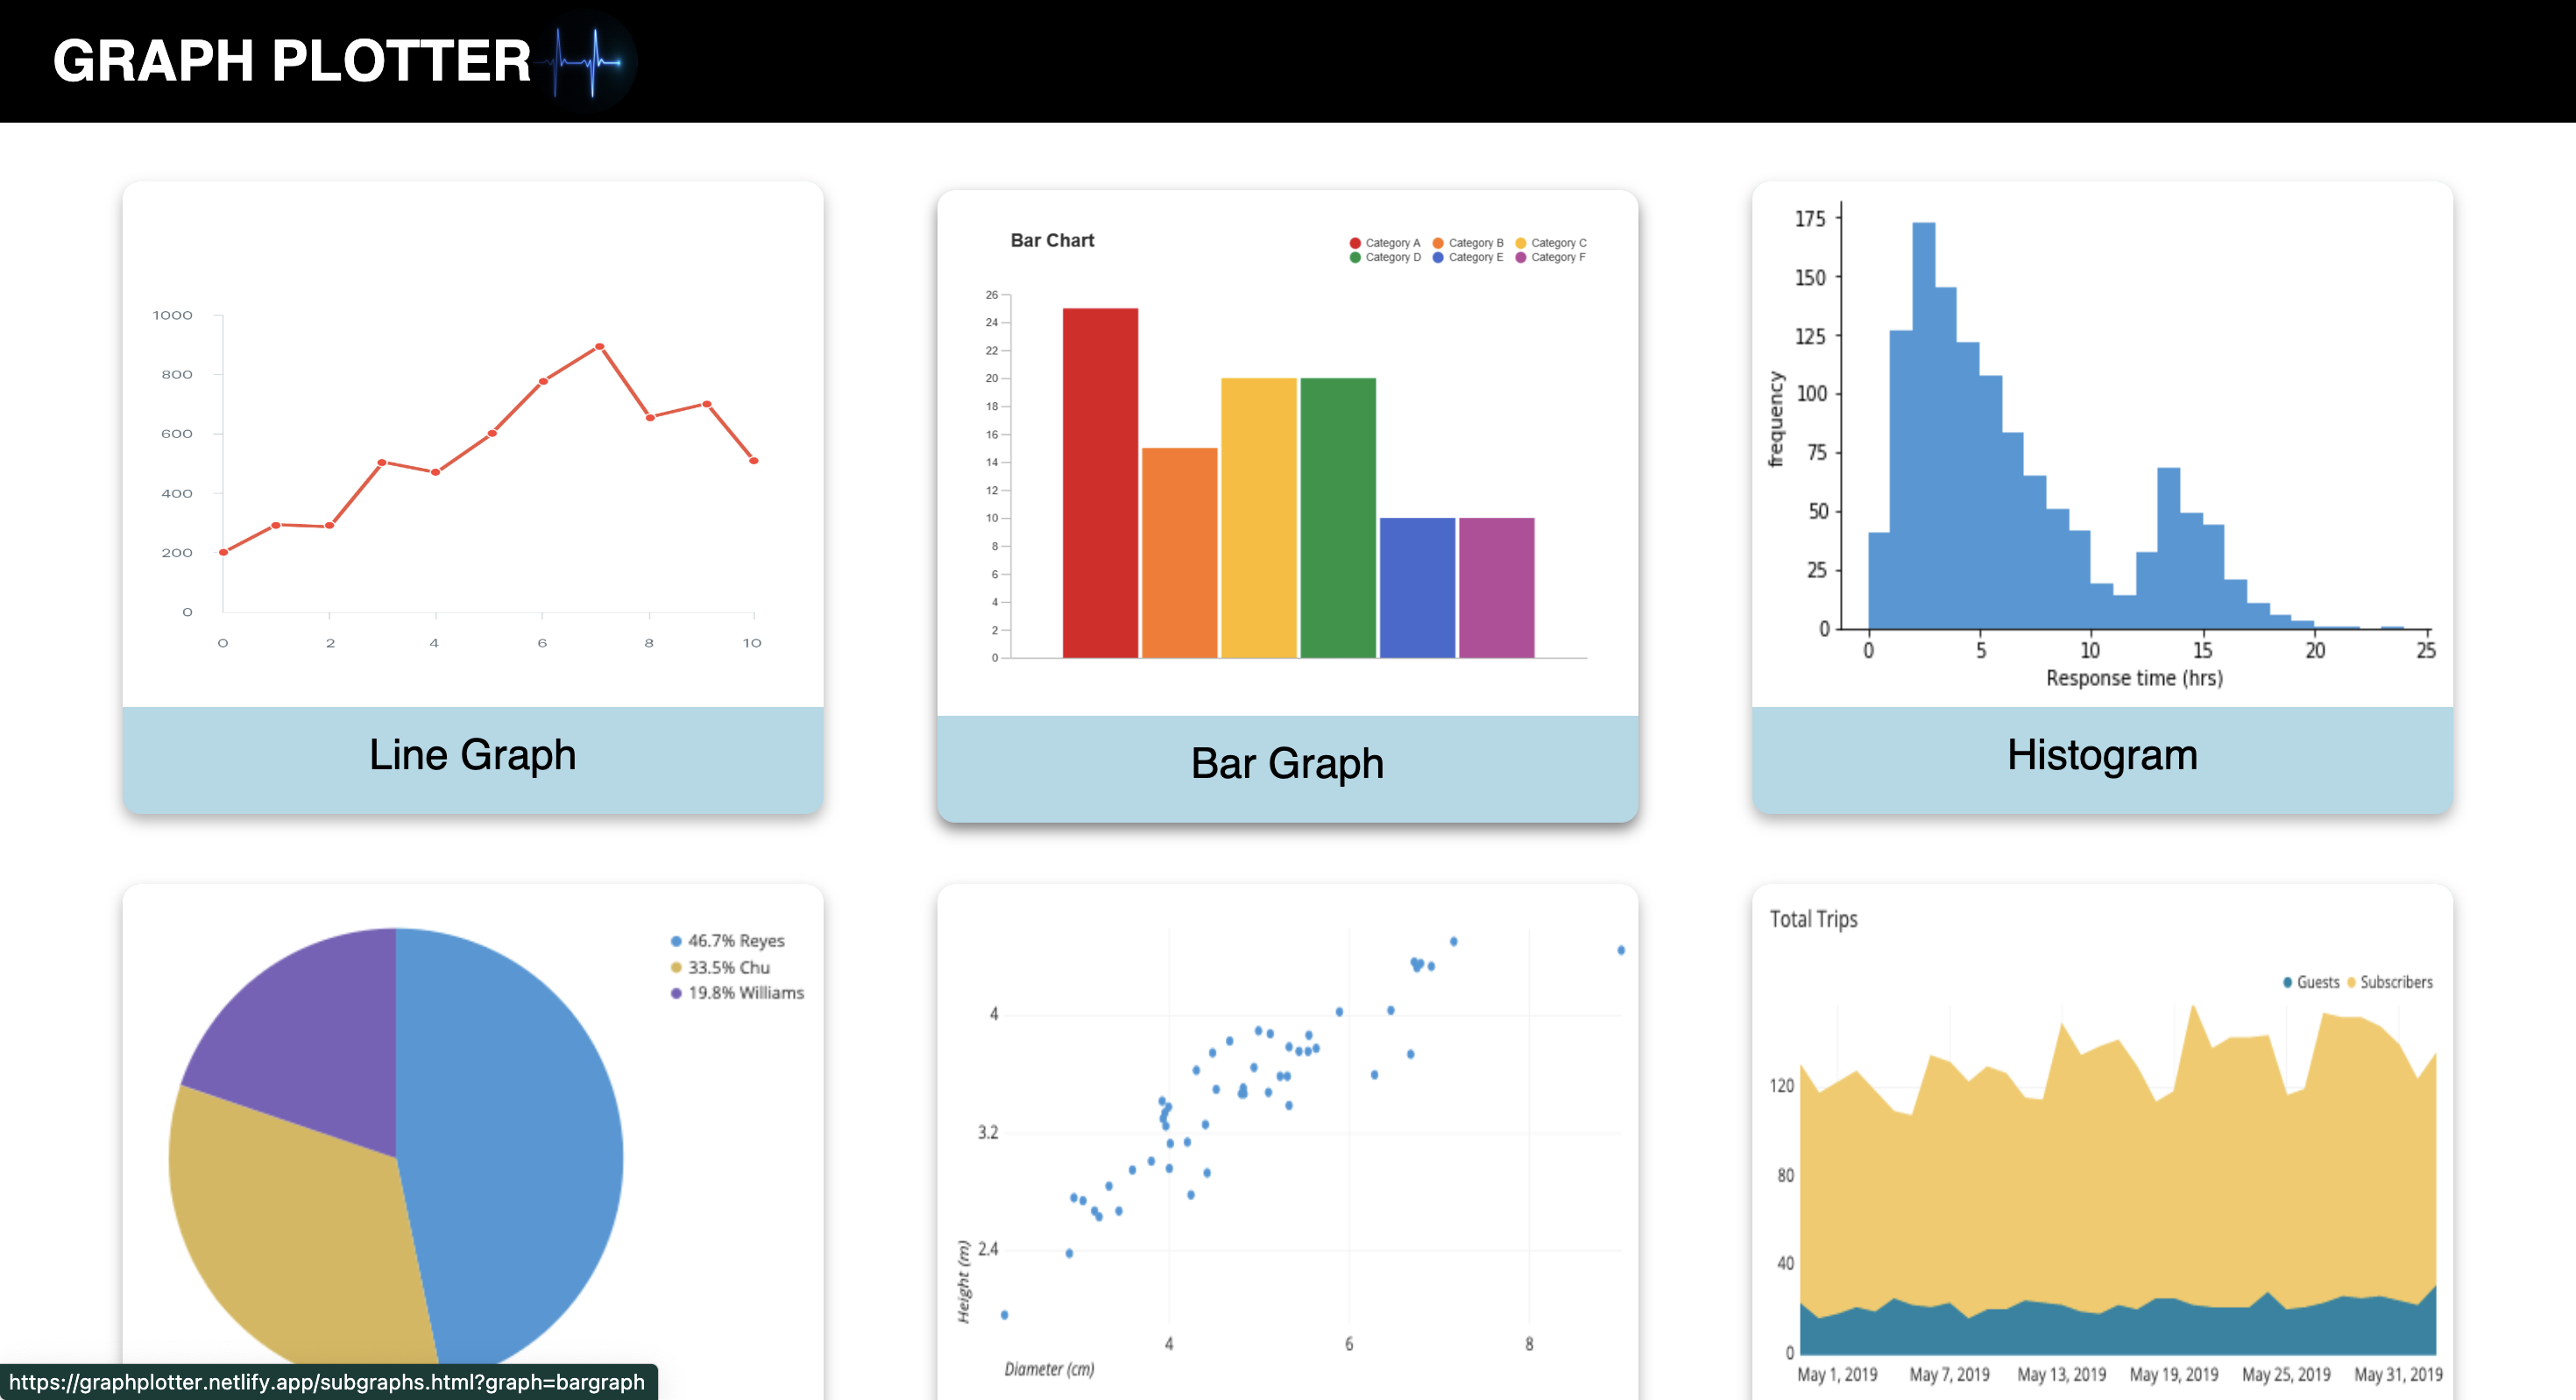 GRAPH PLOTTER
1000
800
600
400
200
0
0 2 4 6 8 10
Line Graph
Bar Chart
Category A Category B Category C
Category D Category E Category F
26
24
22
20
18
16
14
12
10
8
6
4
2
0
Bar Graph
175
150
125
100
75
50
25
0
frequency
0 5 10 15 20 25
Response time (hrs)
Histogram
46.7% Reyes
33.5% Chu
19.8% Williams
4
3.2
2.4
Height (m)
4 6 8
Diameter (cm)
Total Trips
Guests Subscribers
120
80
40
0
May 1, 2019 May 7, 2019 May 13, 2019 May 19, 2019 May 25, 2019 May 31, 2019
https://graphplotter.netlify.app/subgraphs.html?graph=bargraph